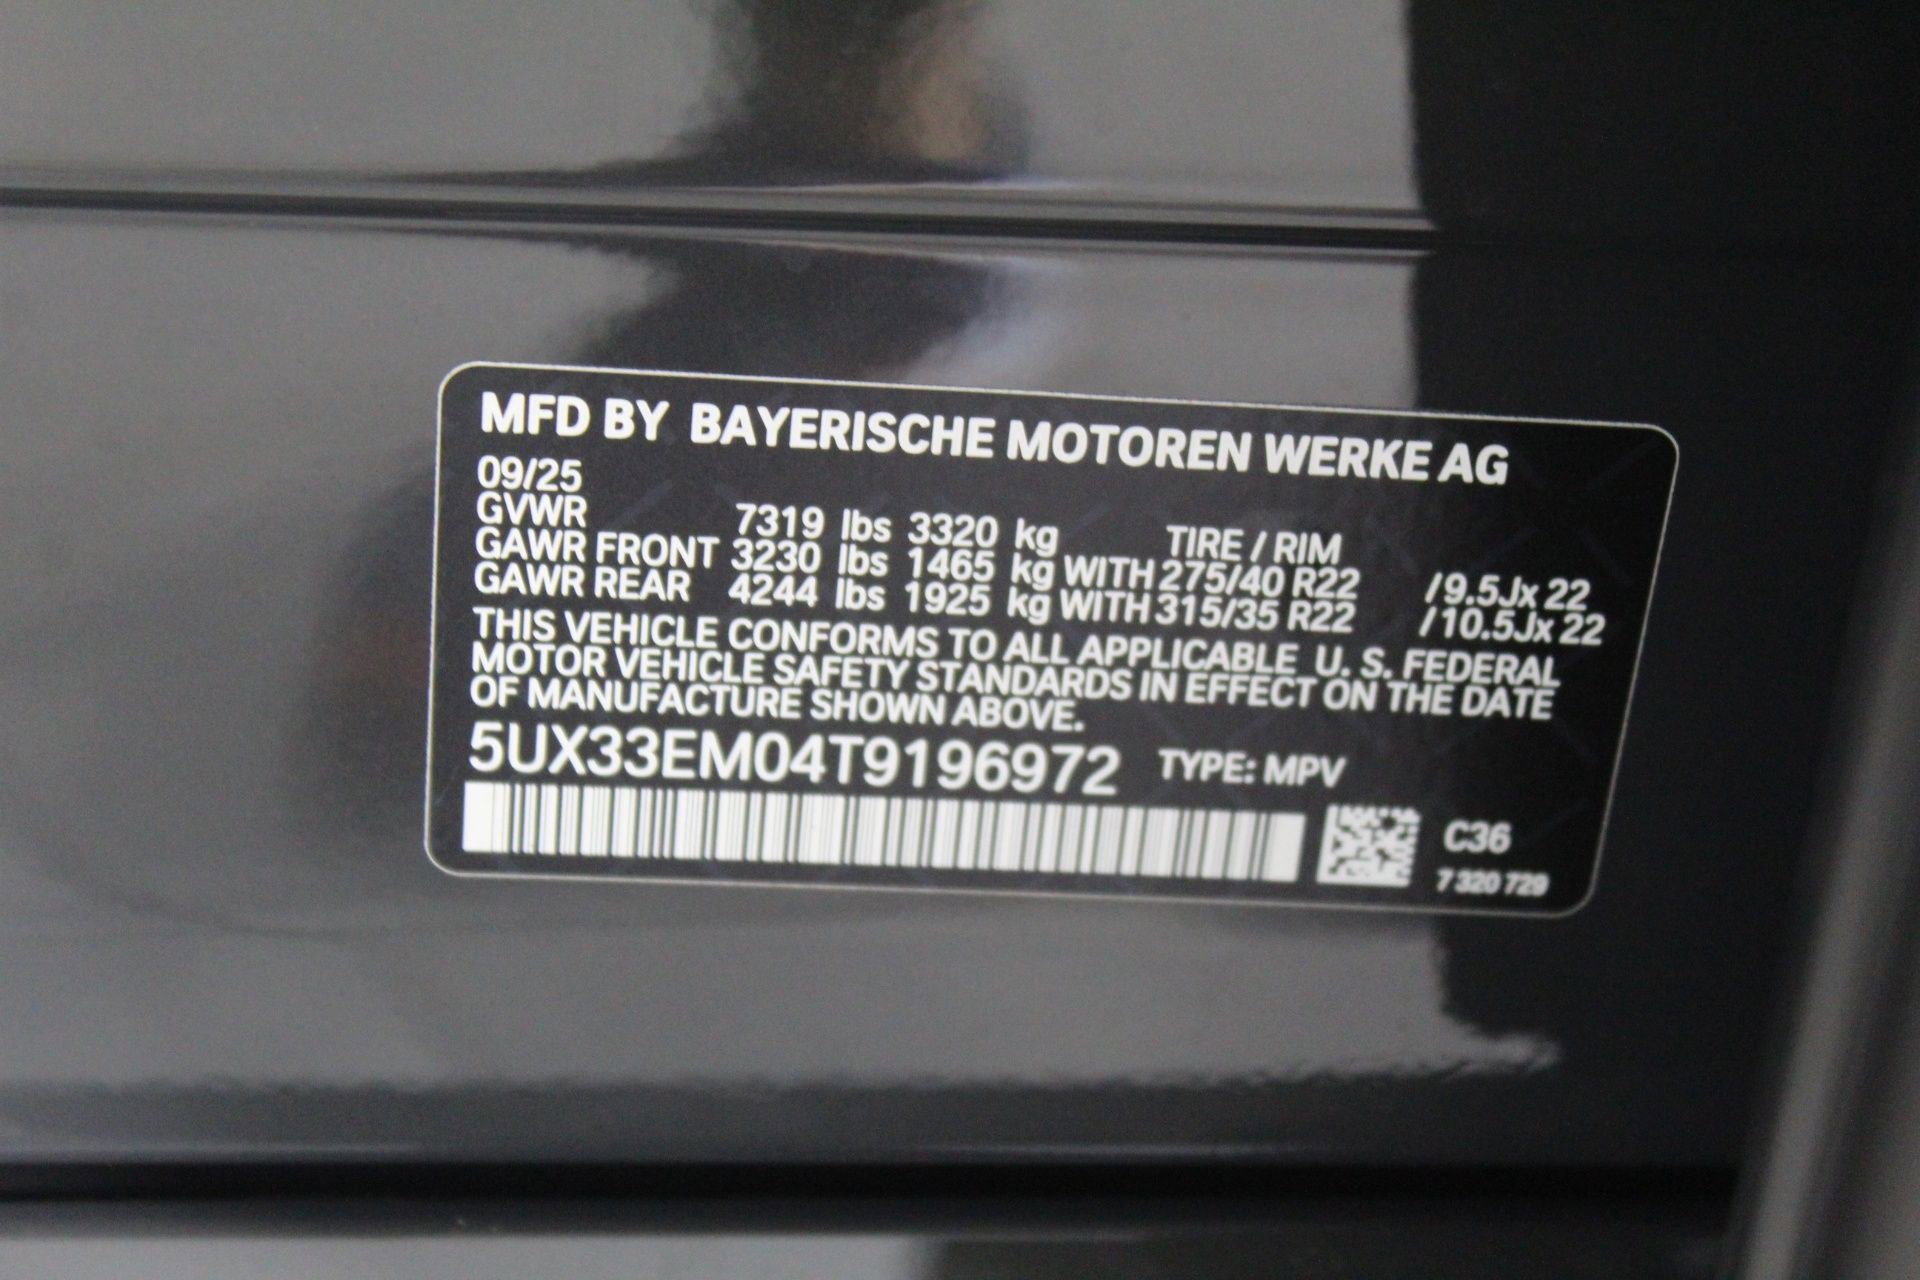 MFD BY BAYERISCHE MOTOREN WERKE AG
09/25
GVWR 7319 lbs 3320 kg TIRE / RIM
GAWR FRONT 3230 lbs 1465 kg WITH 275/40 R22 /9.5Jx 22
GAWR REAR 4244 lbs 1925 kg WITH 315/35 R22 /10.5Jx 22
THIS VEHICLE CONFORMS TO ALL APPLICABLE U. S. FEDERAL
MOTOR VEHICLE SAFETY STANDARDS IN EFFECT ON THE DATE
OF MANUFACTURE SHOWN ABOVE.
5UX33EM04T9196972 TYPE: MPV
C36
7 320 729